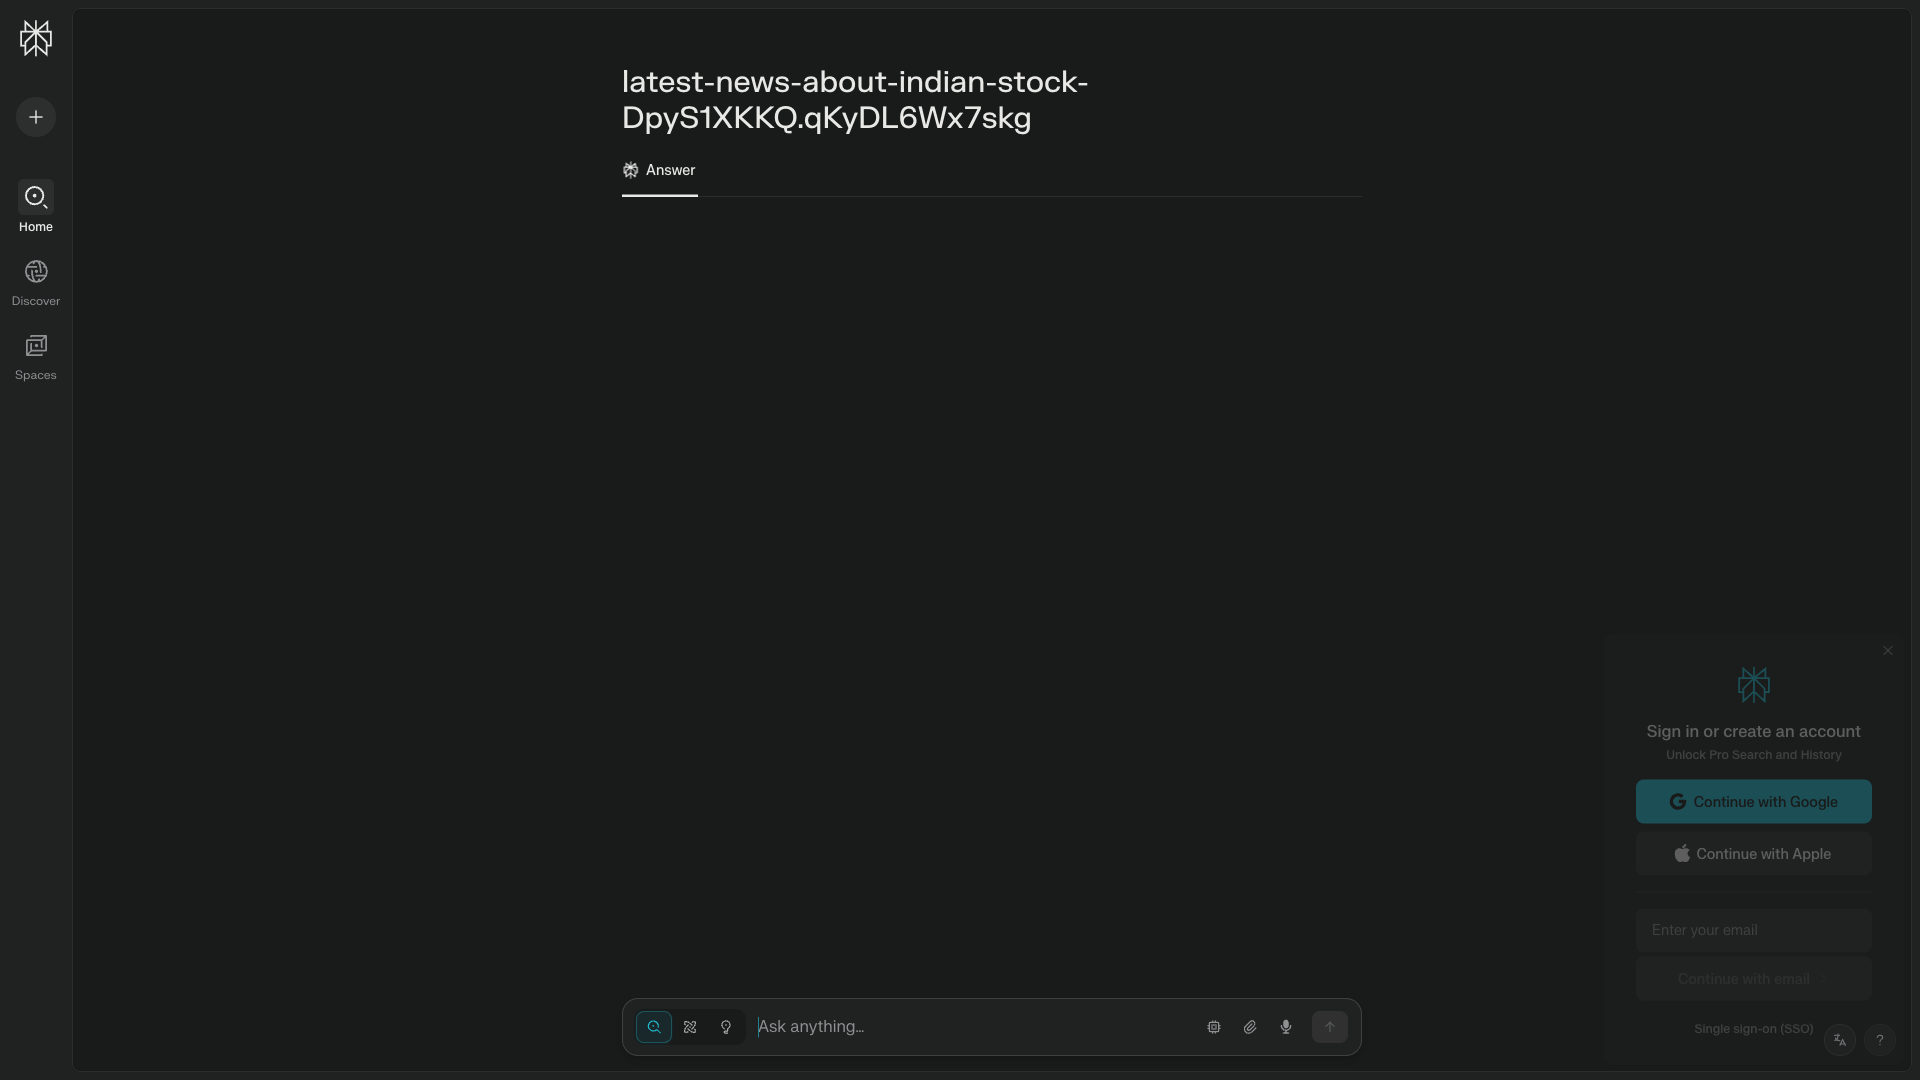 latest-news-about-indian-stock-
DpyS1XKKQ.qKyDL6Wx7skg
Answer
Home
Discover
Spaces
Sign in or create an account
Unlock Pro Search and History
Continue with Google
Continue with Apple
Enter your email
Continue with email
Single sign-on (SSO)
Ask anything...
?